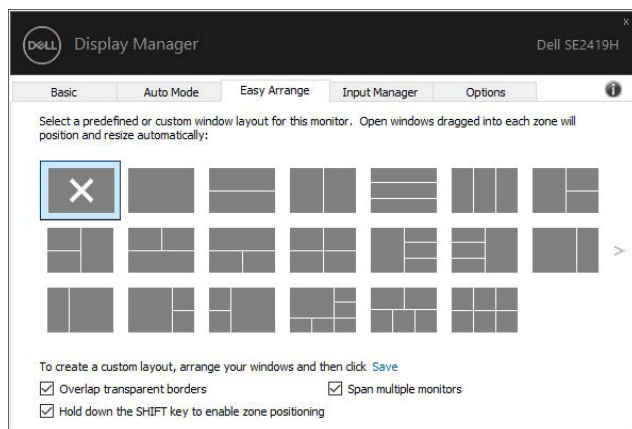 x
DELL Display Manager Dell SE2419H
Basic Auto Mode Easy Arrange Input Manager Options i
Select a predefined or custom window layout for this monitor. Open windows dragged into each zone will
position and resize automatically:
>
To create a custom layout, arrange your windows and then click Save
Overlap transparent borders Span multiple monitors
Hold down the SHIFT key to enable zone positioning